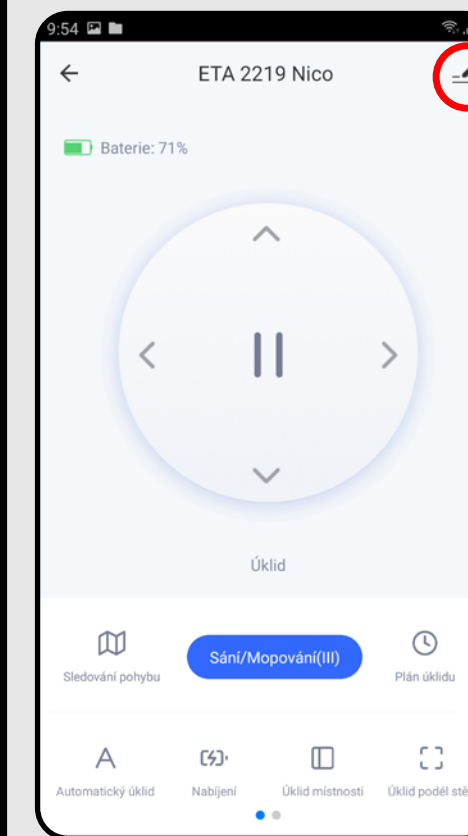 9:54
ETA 2219 Nico
Baterie: 71%
Úklid
Sledování pohybu
Sání/Mopování(III)
Plán úklidu
Automatický úklid
Nabíjení
Úklid místnosti
Úklid podél stě